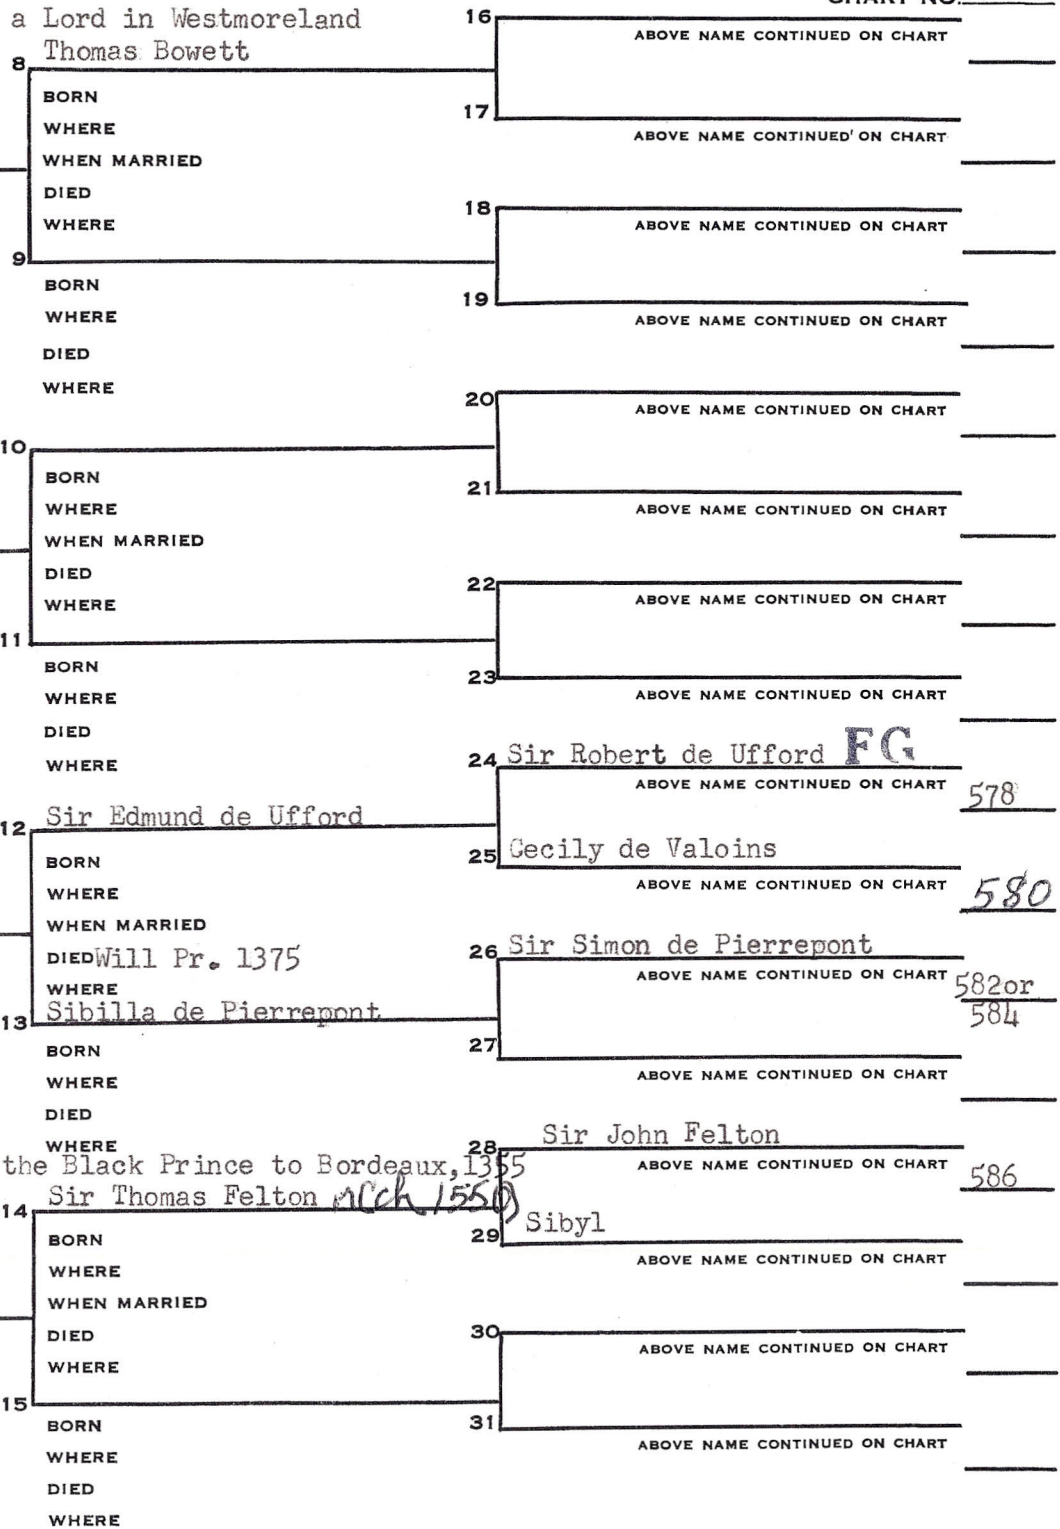 CHART NO.
a Lord in Westmoreland
Thomas Bowett
8
BORN
WHERE
WHEN MARRIED
DIED
WHERE
9
BORN
WHERE
DIED
WHERE
10
BORN
WHERE
WHEN MARRIED
DIED
WHERE
11
BORN
WHERE
DIED
WHERE
12 Sir Edmund de Ufford
BORN
WHERE
WHEN MARRIED
DIED Will Pr. 1375
WHERE
13 Sibilla de Pierrepont
BORN
WHERE
DIED
WHERE
the Black Prince to Bordeaux, 1355
14 Sir Thomas Felton
BORN
WHERE
WHEN MARRIED
DIED
WHERE
15
BORN
WHERE
DIED
WHERE
16
ABOVE NAME CONTINUED ON CHART
17
ABOVE NAME CONTINUED ON CHART
18
ABOVE NAME CONTINUED ON CHART
19
ABOVE NAME CONTINUED ON CHART
20
ABOVE NAME CONTINUED ON CHART
21
ABOVE NAME CONTINUED ON CHART
22
ABOVE NAME CONTINUED ON CHART
23
ABOVE NAME CONTINUED ON CHART
24 Sir Robert de Ufford FG
ABOVE NAME CONTINUED ON CHART 578
25 Cecily de Valoins
ABOVE NAME CONTINUED ON CHART 580
26 Sir Simon de Pierrepont
ABOVE NAME CONTINUED ON CHART 582or
584
27
ABOVE NAME CONTINUED ON CHART
28 Sir John Felton
ABOVE NAME CONTINUED ON CHART 586
29 Sibyl
ABOVE NAME CONTINUED ON CHART
30
ABOVE NAME CONTINUED ON CHART
31
ABOVE NAME CONTINUED ON CHART